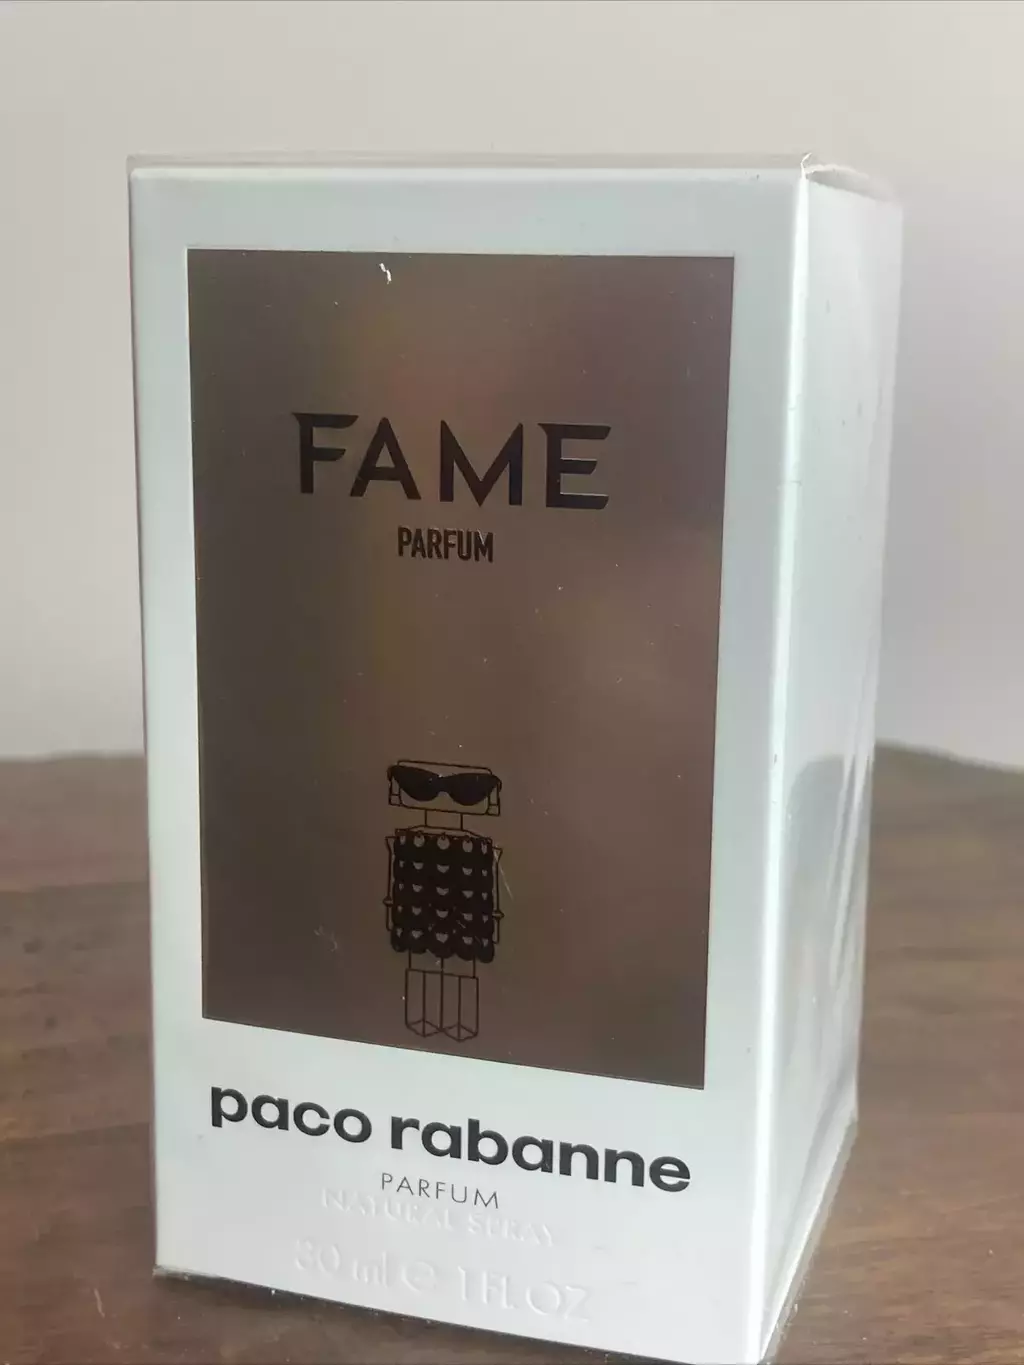 FAME
PARFUM
paco rabanne
PARFUM
NATURAL SPRAY
30 ml e 1 FL. OZ